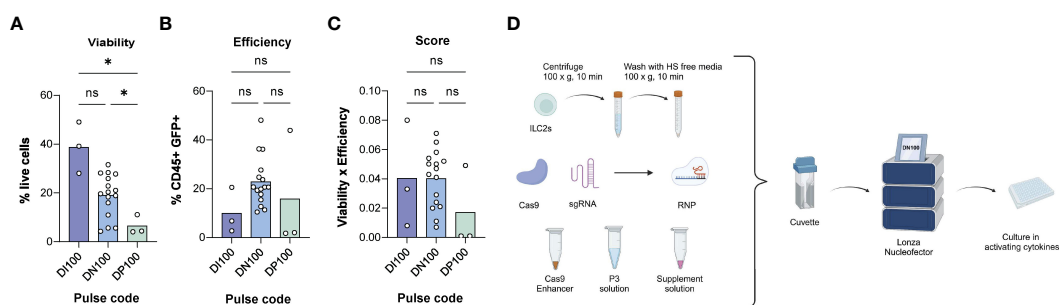 A
Viability
*
ns
*
% live cells
60
40
20
0
DI100
DN100
DP100
Pulse code
B
Efficiency
ns
ns
ns
% CD45+ GFP+
60
40
20
0
DI100
DN100
DP100
Pulse code
C
Score
ns
ns
ns
Viability x Efficiency
0.10
0.08
0.06
0.04
0.02
0.00
DI100
DN100
DP100
Pulse code
D
Centrifuge
100 x g, 10 min
Wash with HS free media
100 x g, 10 min
ILC2s
Cas9
sgRNA
RNP
Cas9
Enhancer
P3
solution
Supplement
solution
Cuvette
DN100
Lonza
Nucleofector
Culture in
activating cytokines